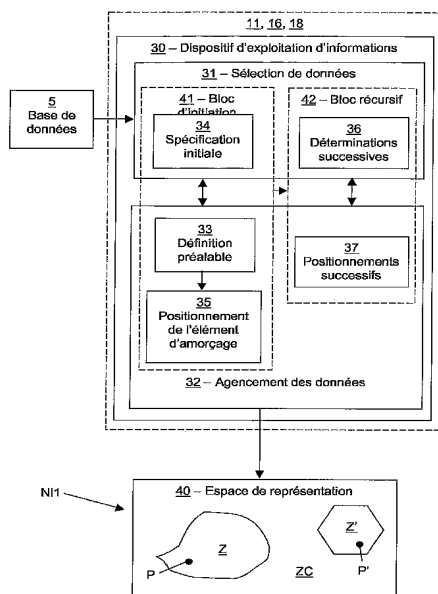 11, 16, 18
30 – Dispositif d'exploitation d'informations
31 – Sélection de données
5
Base de
données
41 – Bloc
d'initiation
34
Spécification
initiale
42 – Bloc récursif
36
Déterminations
successives
33
Définition
préalable
35
Positionnement
de l'élément
d'amorçage
37
Positionnements
successifs
32 – Agencement des données
NI1
40 – Espace de représentation
Z
P
Z'
P'
ZC